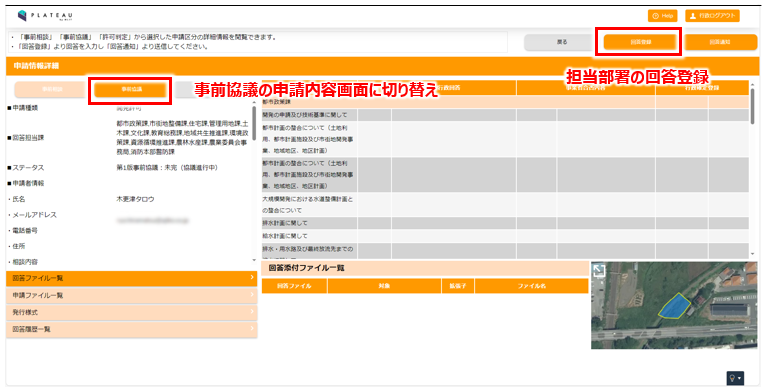 PLATEAU
by MLIT
Help
行政ログアウト
・「事前相談」「事前協議」「許可判定」から選択した申請区分の詳細情報を閲覧できます。
・「回答登録」より回答を入力し「回答通知」より送信してください。
戻る
回答登録
回答通知
申請情報詳細
担当部署の回答登録
事前相談
事前協議
事前協議の申請内容画面に切り替え
行政回答
事業者合否内容
行政確定登録
■申請種類
開発許可
■回答担当課
都市政策課,市街地整備課,住宅課,管理用地課,土
木課,文化課,教育総務課,地域共生推進課,環境政
策課,資源循環推進課,農林水産課,農業委員会事
務局,消防本部警防課
■ステータス
第1版事前協議：未完（協議進行中）
■申請者情報
・氏名
木更津タロウ
・メールアドレス
・電話番号
・住所
・相談内容
都市政策課
開発の申請及び技術基準に関して
都市計画の整合について（土地利
用、都市計画施設及び市街地開発事
業、地域地区、地区計画）
都市計画の整合について（土地利
用、都市計画施設及び市街地開発事
業、地域地区、地区計画）
大規模開発における水道整備計画と
の整合について
排水計画に関して
給水計画に関して
排水・用水路及び最終放流先までの
回答ファイル一覧
申請ファイル一覧
発行様式
回答履歴一覧
回答添付ファイル一覧
回答ファイル
対象
拡張子
ファイル名